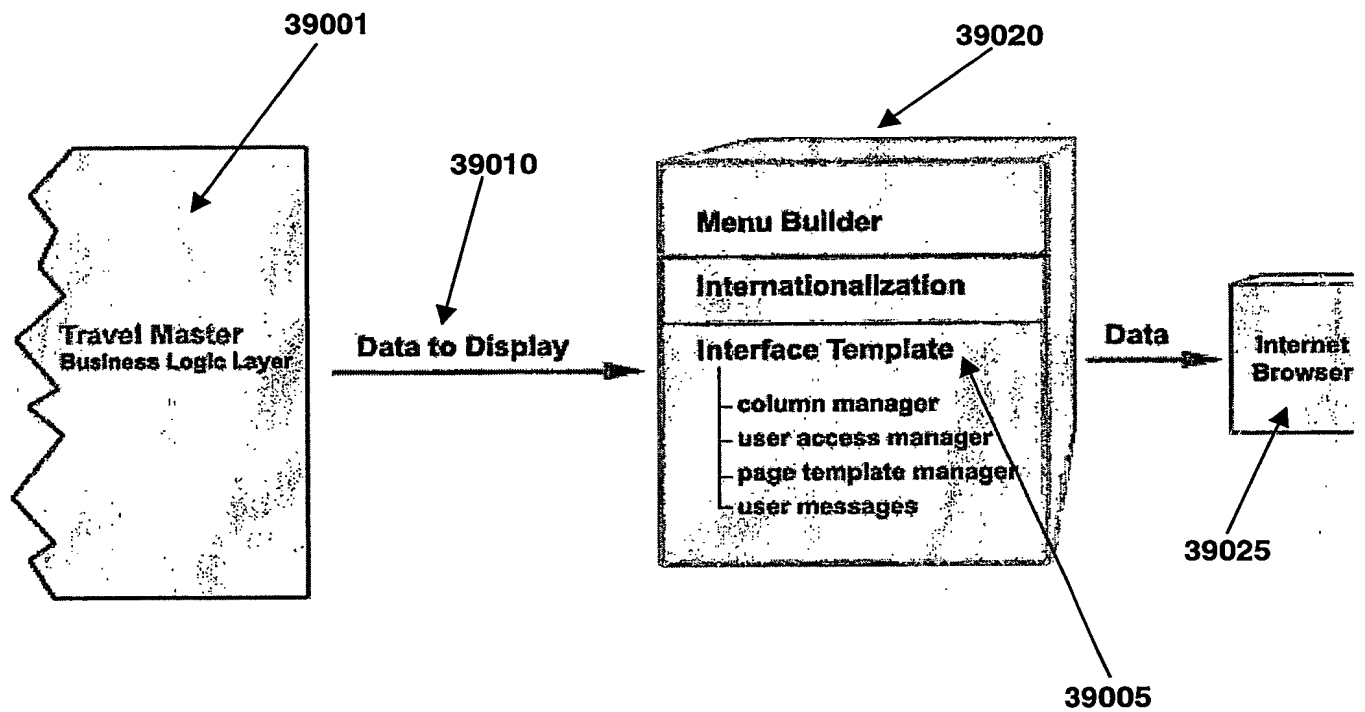 39001
39020
39010
Menu Builder
Internationalization
Travel Master
Business Logic Layer
Data to Display
Interface Template
column manager
user access manager
page template manager
user messages
Data
Internet
Browser
39025
39005